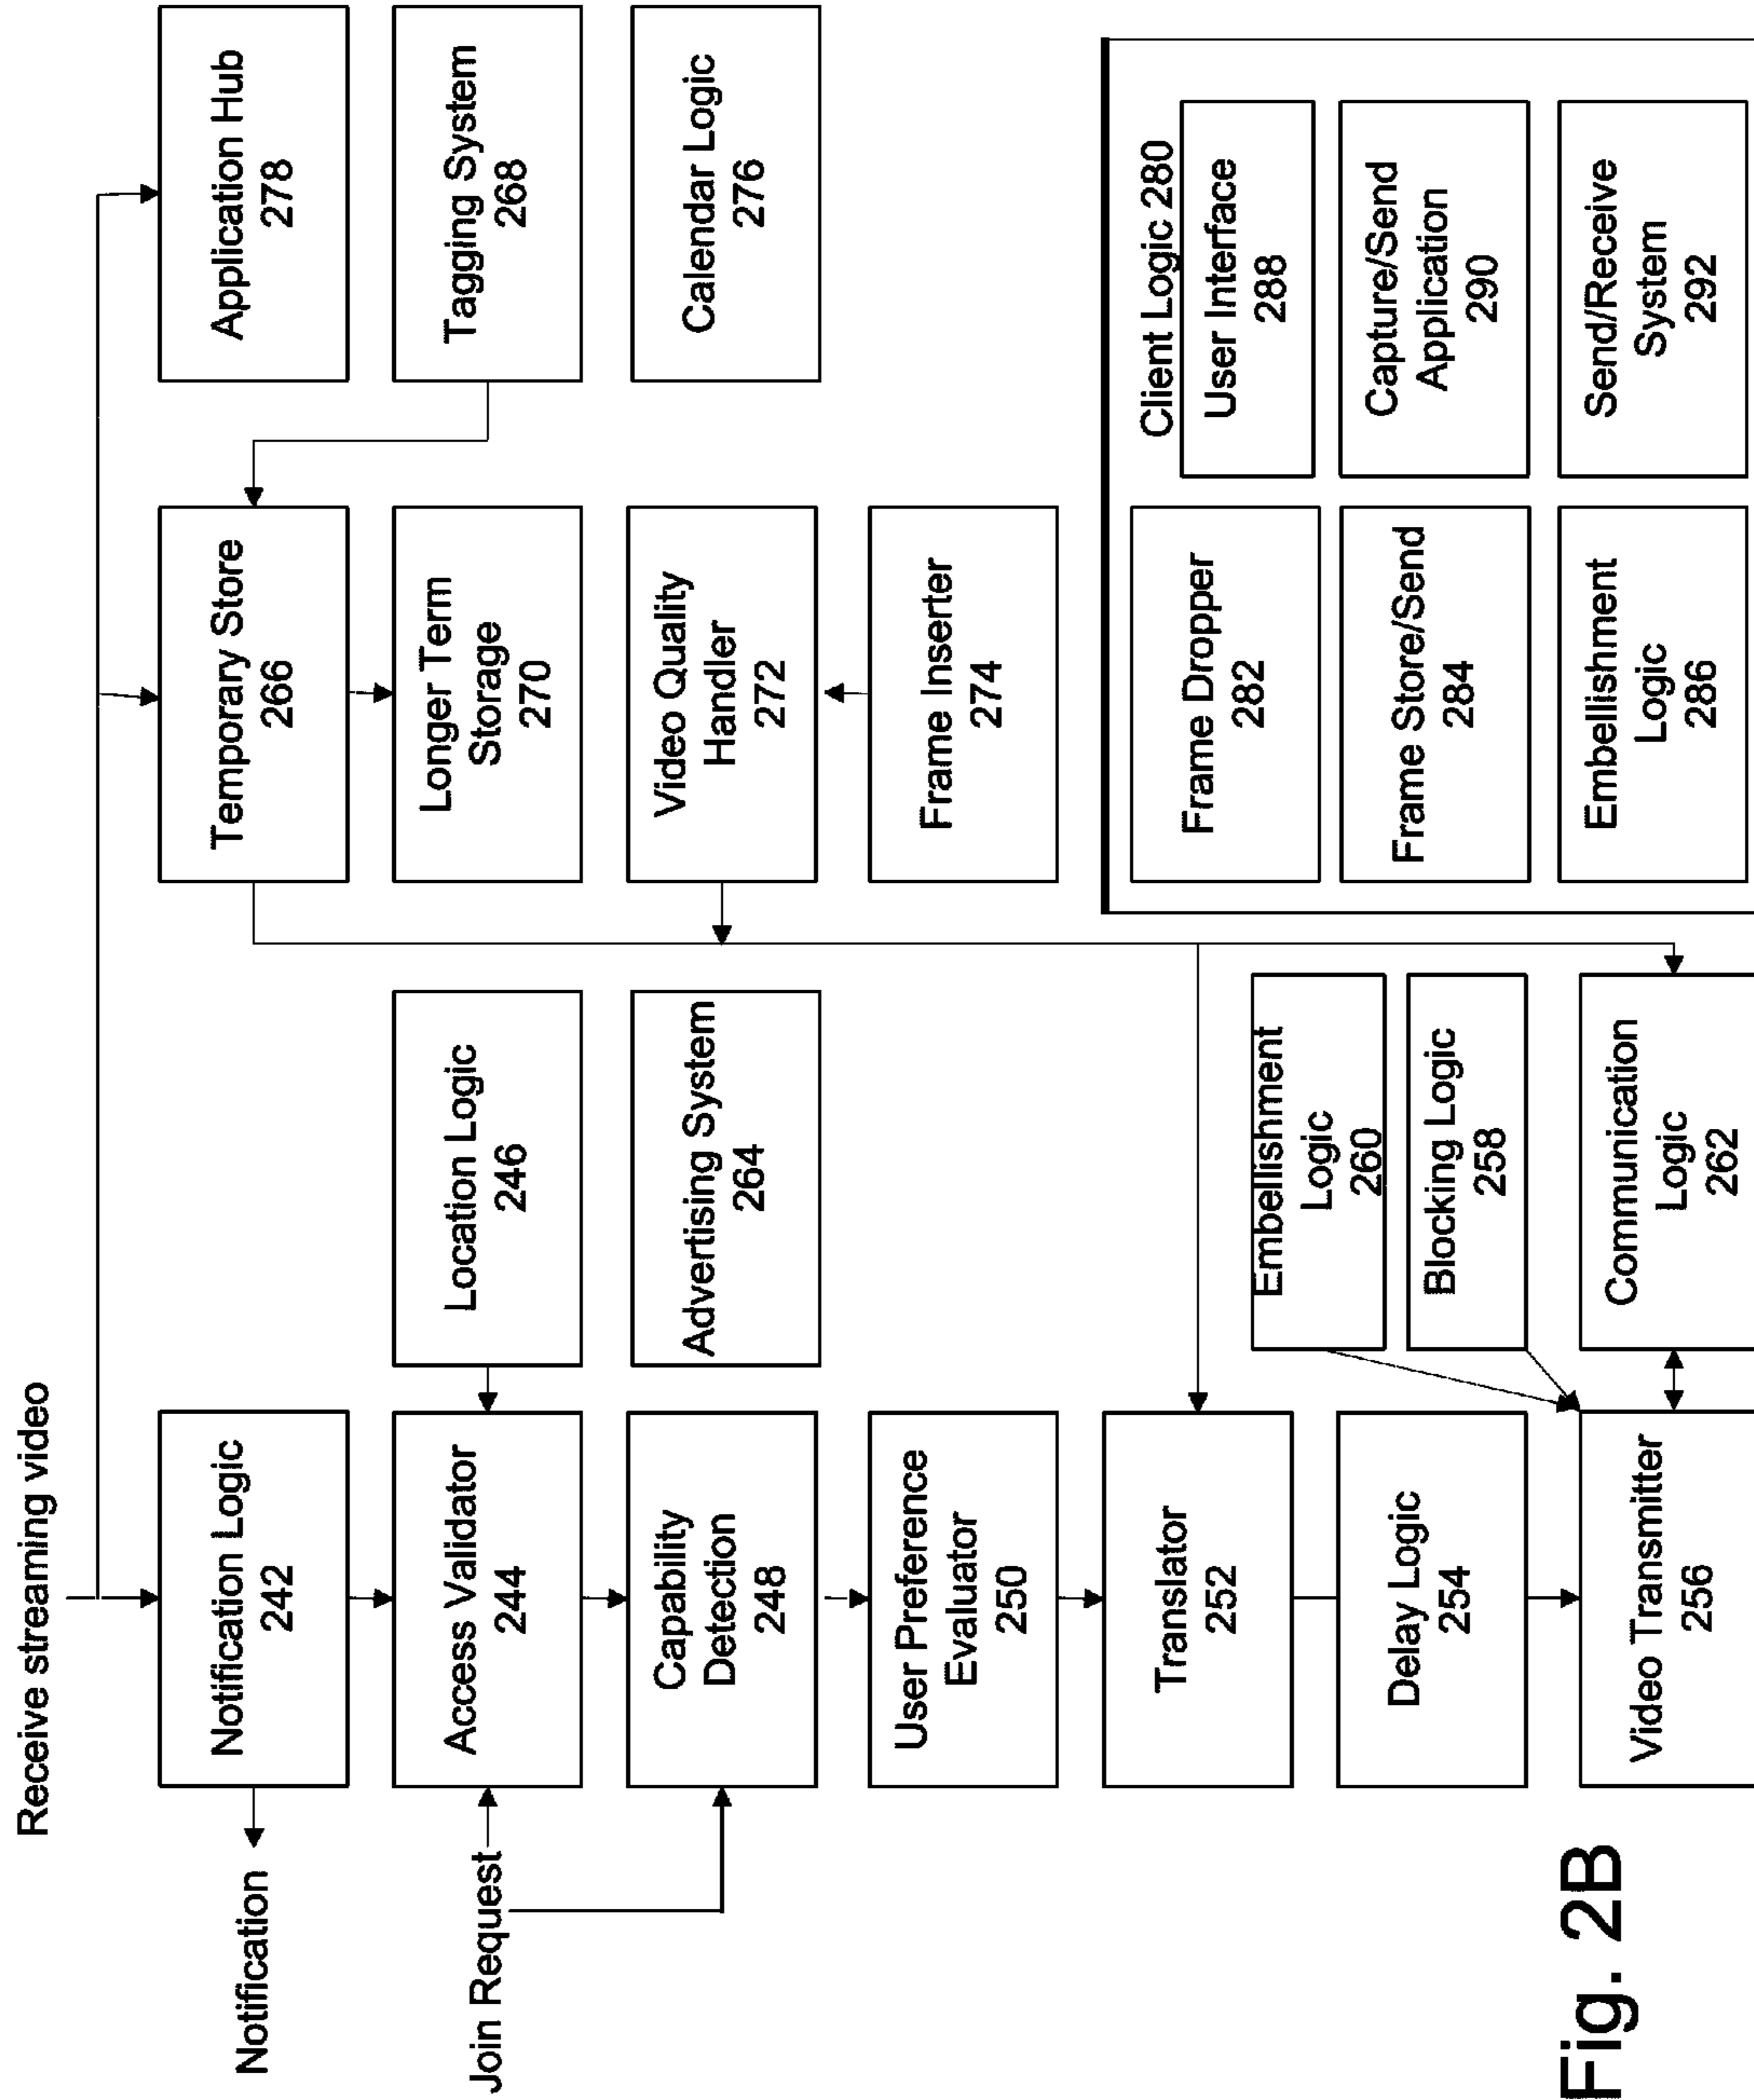 Receive streaming video
Notification
Notification Logic
242
Temporary Store
266
Application Hub
278
Join Request
Access Validator
244
Location Logic
246
Longer Term
Storage
270
Tagging System
268
Capability
Detection
248
Advertising System
264
Video Quality
Handler
272
Calendar Logic
276
User Preference
Evaluator
250
Frame Inserter
274
Translator
252
Delay Logic
254
Video Transmitter
256
Embellishment
Logic
260
Blocking Logic
258
Communication
Logic
262
Client Logic 280
Frame Dropper
282
User Interface
288
Frame Store/Send
284
Capture/Send
Application
290
Embellishment
Logic
286
Send/Receive
System
292
Fig. 2B